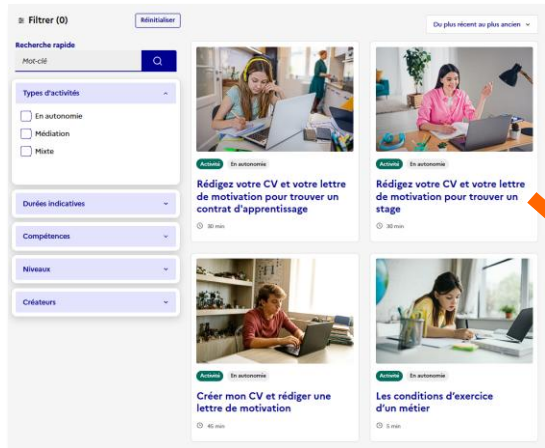 Filtrer (0)
Réinitialiser
Du plus récent au plus ancien
Recherche rapide
Mot-clé
Types d'activités
En autonomie
Médiation
Mixte
Durées indicatives
Compétences
Niveaux
Créateurs
Activité En autonomie
Rédigez votre CV et votre lettre
de motivation pour trouver un
contrat d'apprentissage
30 min
Activité En autonomie
Rédigez votre CV et votre lettre
de motivation pour trouver un
stage
30 min
Activité En autonomie
Créer mon CV et rédiger une
lettre de motivation
45 min
Activité En autonomie
Les conditions d'exercice
d'un métier
5 min